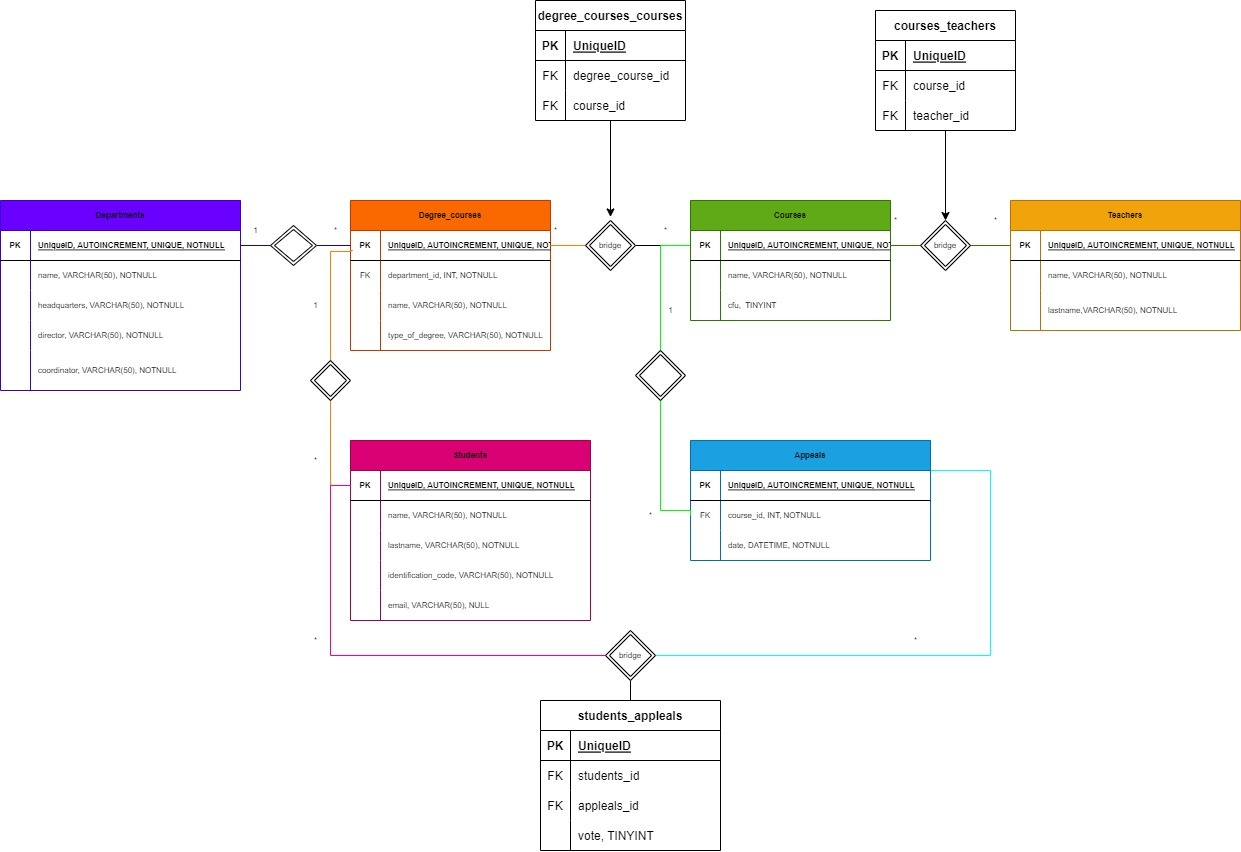 degree_courses_courses
PK UniqueID
FK degree_course_id
FK course_id
courses_teachers
PK UniqueID
FK course_id
FK teacher_id
Departments
PK UniqueID, AUTOINCREMENT, UNIQUE, NOTNULL
name, VARCHAR(50), NOTNULL
headquarters, VARCHAR(50), NOTNULL
director, VARCHAR(50), NOTNULL
coordinator, VARCHAR(50), NOTNULL
1
*
Degree_courses
PK UniqueID, AUTOINCREMENT, UNIQUE, NOT
FK department_id, INT, NOTNULL
name, VARCHAR(50), NOTNULL
type_of_degree, VARCHAR(50), NOTNULL
*
bridge
*
Courses
PK UniqueID, AUTOINCREMENT, UNIQUE, NOT
name, VARCHAR(50), NOTNULL
cfu, TINYINT
*
bridge
*
Teachers
PK UniqueID, AUTOINCREMENT, UNIQUE, NOTNULL
name, VARCHAR(50), NOTNULL
lastname,VARCHAR(50), NOTNULL
1
1
*
Students
PK UniqueID, AUTOINCREMENT, UNIQUE, NOTNULL
name, VARCHAR(50), NOTNULL
lastname, VARCHAR(50), NOTNULL
identification_code, VARCHAR(50), NOTNULL
email, VARCHAR(50), NULL
*
Appeals
PK UniqueID, AUTOINCREMENT, UNIQUE, NOTNULL
FK course_id, INT, NOTNULL
date, DATETIME, NOTNULL
*
bridge
*
students_appleals
PK UniqueID
FK students_id
FK appleals_id
vote, TINYINT